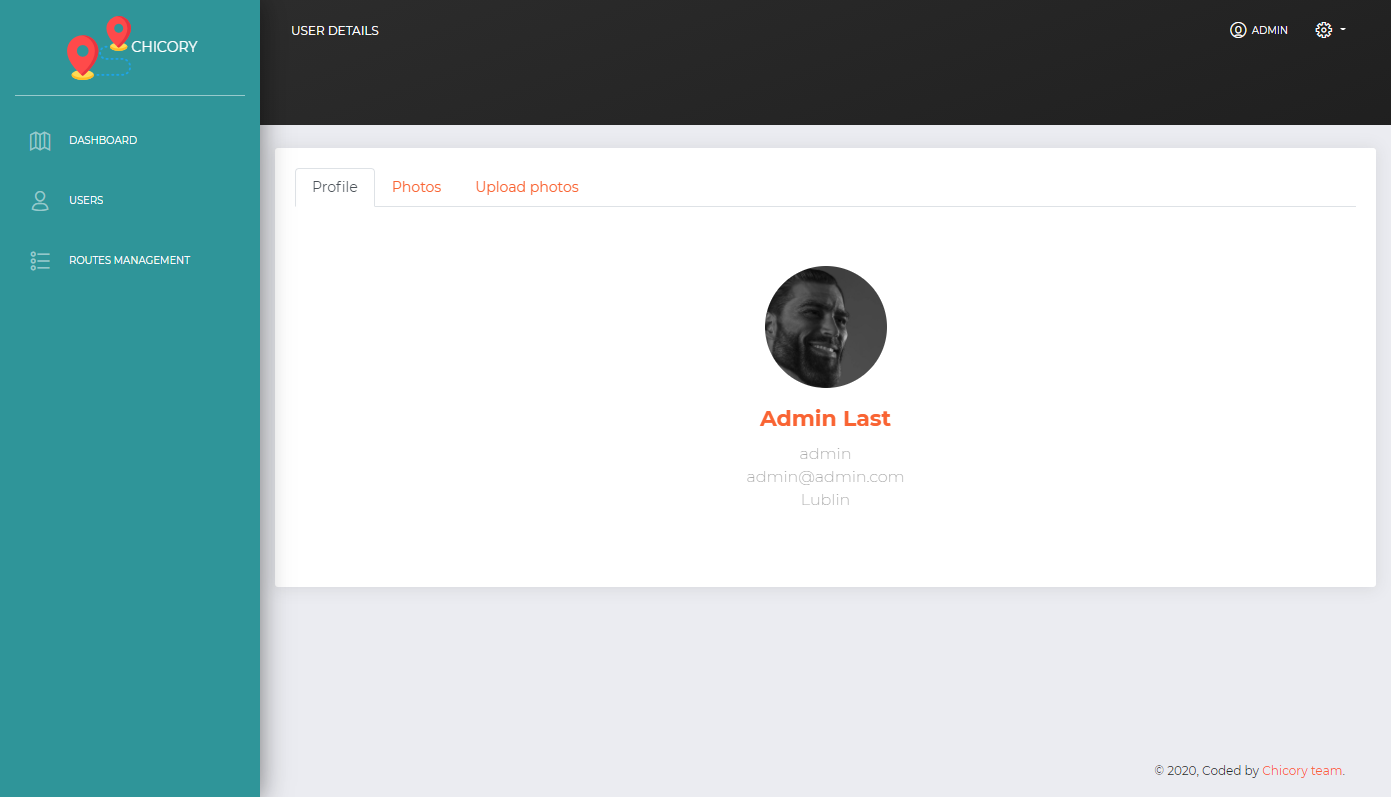 CHICORY
USER DETAILS
ADMIN
DASHBOARD
USERS
ROUTES MANAGEMENT
Profile
Photos
Upload photos
Admin Last
admin
admin@admin.com
Lublin
© 2020, Coded by Chicory team.